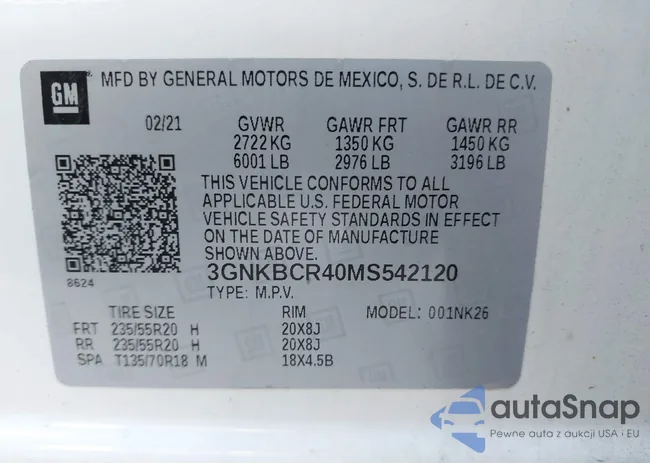 GM
MFD BY GENERAL MOTORS DE MEXICO, S. DE R.L. DE C.V.
02/21 GVWR GAWR FRT GAWR RR
2722 KG 1350 KG 1450 KG
6001 LB 2976 LB 3196 LB
THIS VEHICLE CONFORMS TO ALL
APPLICABLE U.S. FEDERAL MOTOR
VEHICLE SAFETY STANDARDS IN EFFECT
ON THE DATE OF MANUFACTURE
SHOWN ABOVE.
3GNKBCR40MS542120
8624
TYPE: M.P.V.
TIRE SIZE RIM MODEL: 001NK26
FRT 235/55R20 H 20X8J
RR 235/55R20 H 20X8J
SPA T135/70R18 M 18X4.5B
autoSnap
Pewne auta z aukcji USA i EU